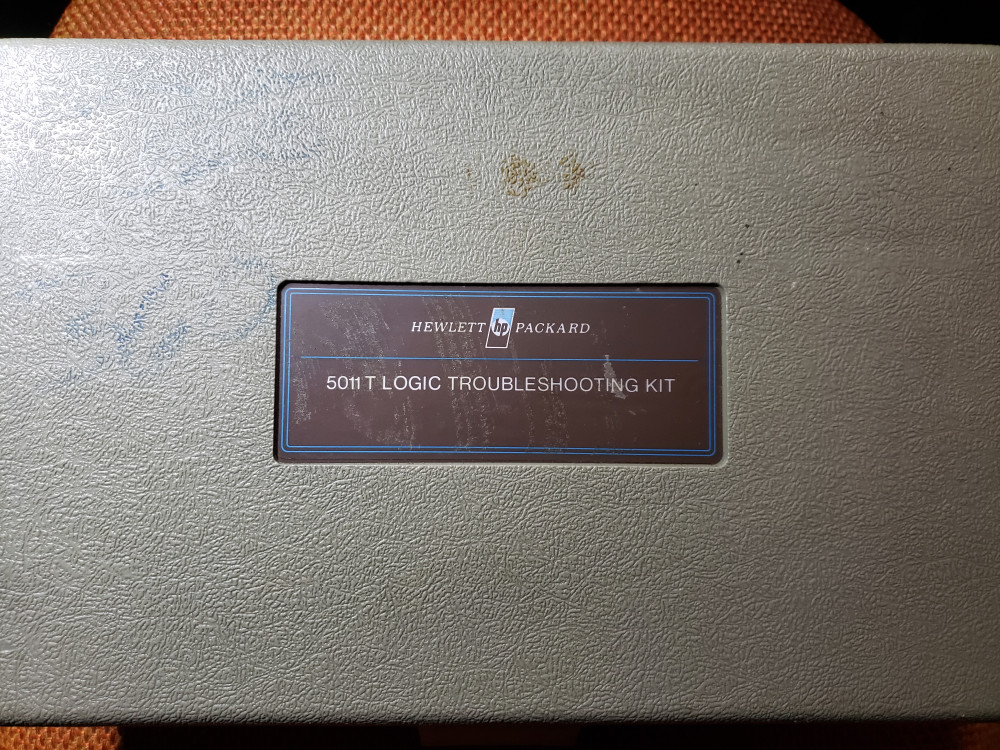 HEWLETT hp PACKARD
5011 T LOGIC TROUBLESHOOTING KIT